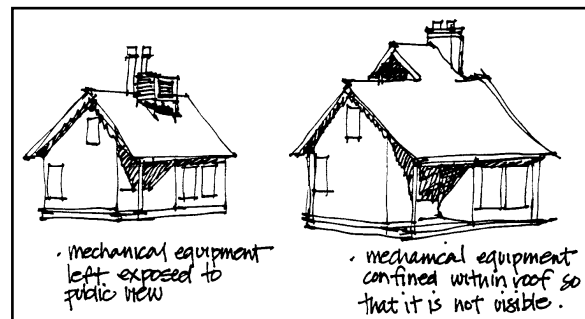 . mechanical equipment
left exposed to
public view
. mechanical equipment
confined within roof so
that it is not visible.